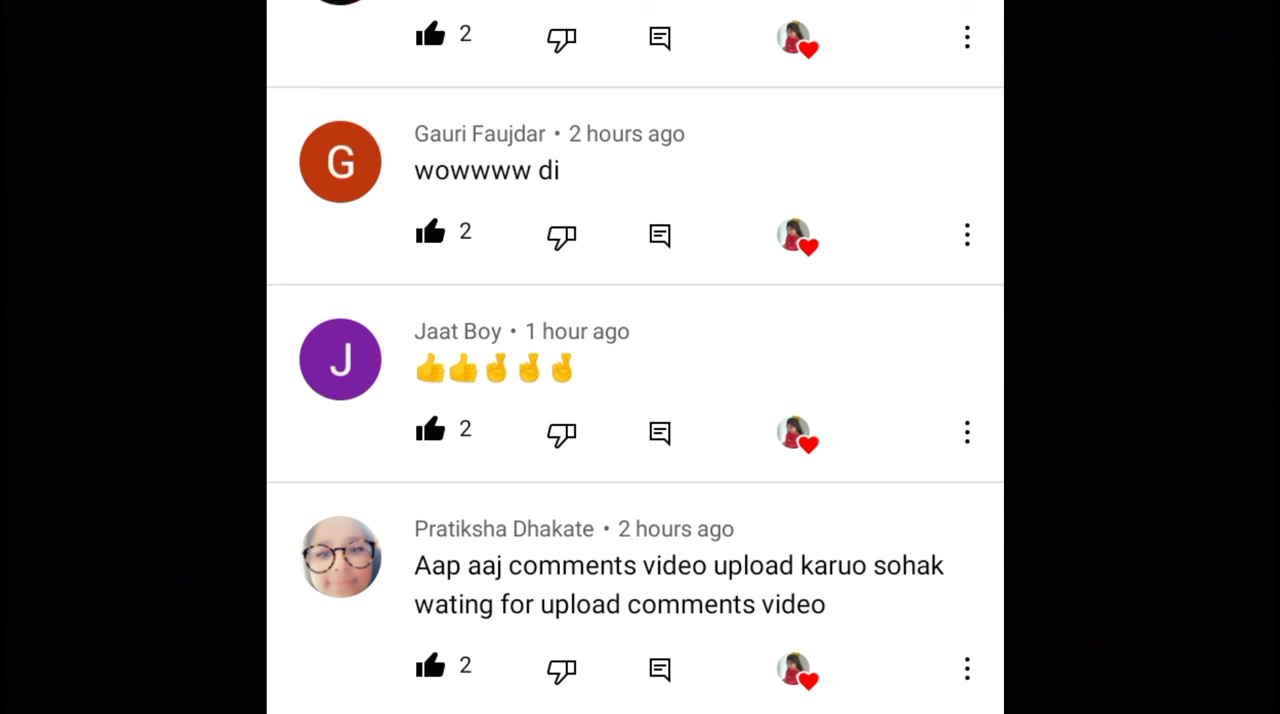 2
Gauri Faujdar • 2 hours ago
G
wowwww di
2
Jaat Boy • 1 hour ago
J
👍👍🤞🤞🤞
2
Pratiksha Dhakate • 2 hours ago
Aap aaj comments video upload karuo sohak
wating for upload comments video
2